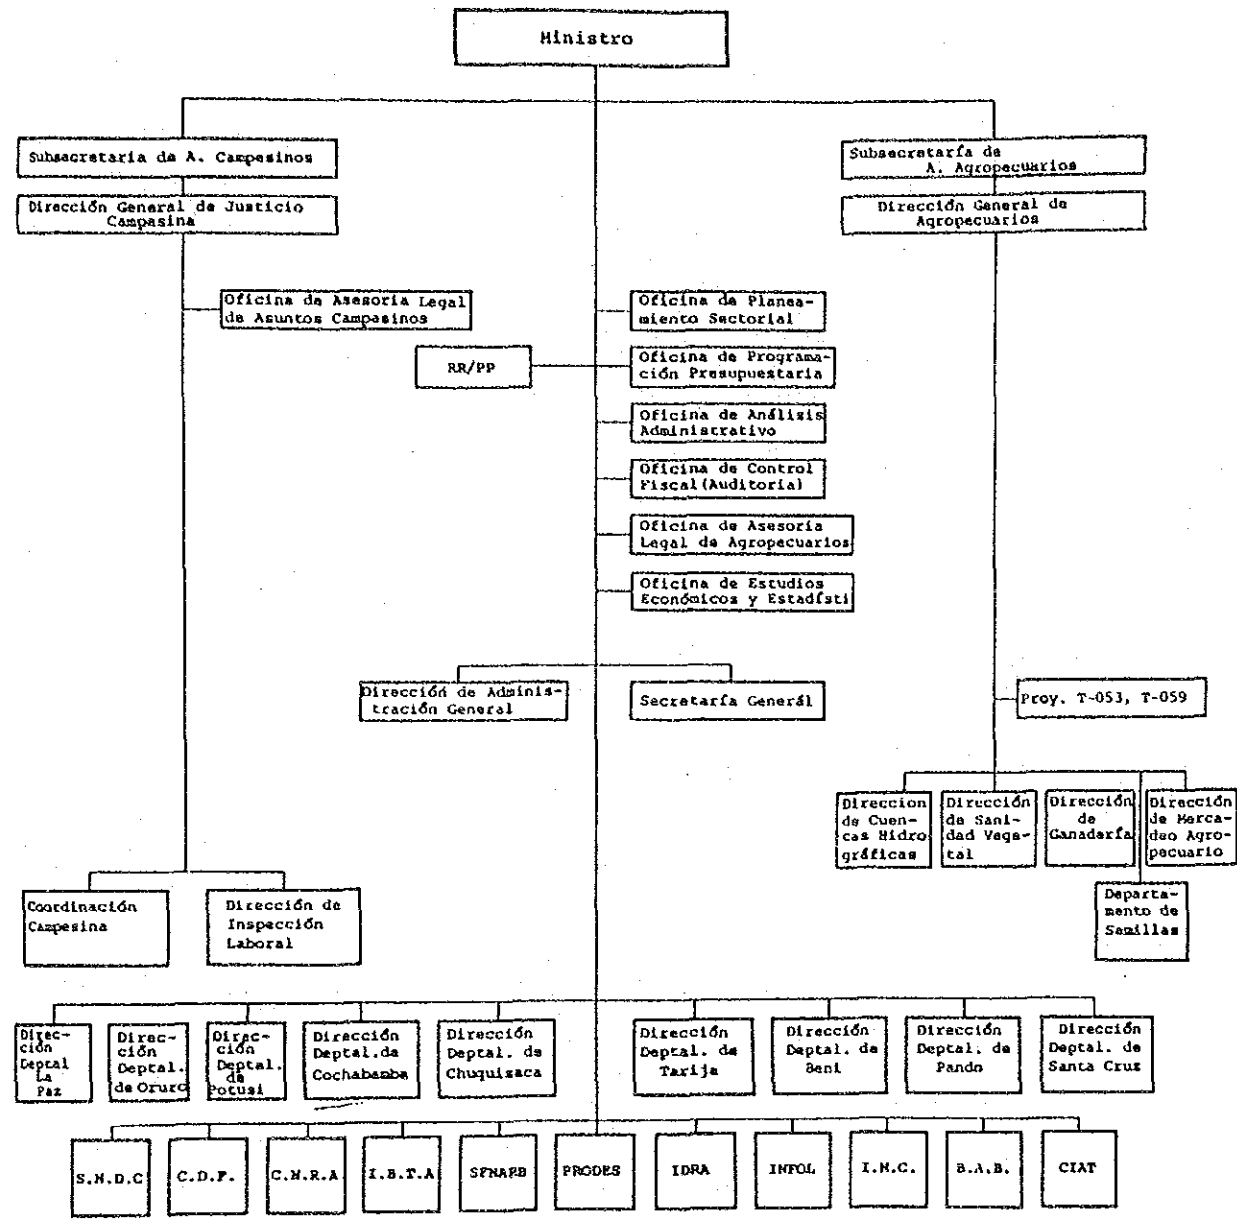 Ministro
Subsacretaria de A. Campesinos
Subsecretaría de
A. Agropecuarios
Dirección General de Justicio
Campesina
Dirección General de
Agropecuarios
Oficina de Asesoria Legal
de Asuntos Campesinos
Oficina de Planea-
miento Sectorial
RR/PP
Oficina de Programa-
ción Presupuestaria
Oficina de Análisis
Administrativo
Oficina de Control
Fiscal(Auditoria)
Oficina de Asesoria
Legal de Agropecuarios
Oficina de Estudios
Económicos y Estadísti
Dirección de Adminis-
tración General
Secretaría Generál
Proy. T-053, T-059
Direccion
de Cuen-
cas Hidro
gráficas
Dirección
de Sani-
dad Vege-
tal
Dirección
de
Ganadaría
Dirección
de Merca-
deo Agro-
pecuario
Departa-
mento de
Semillas
Coordinación
Campesina
Dirección de
Inspección
Laboral
Direc-
ción
Deptal
La
Paz
Direc-
ción
Deptal.
de Oruro
Direc-
ción
Deptal.
de
Potusi
Dirección
Deptal.de
Cochabamba
Dirección
Deptal. de
Chuquisaca
Dirección
Deptal. de
Tarija
Dirección
Deptal. de
Beni
Dirección
Deptal. de
Pando
Dirección
Deptal. de
Santa Cruz
S.N.D.C
C.D.F.
C.N.R.A
I.B.T.A
SENARB
PRODES
IDRA
INFOL
I.N.C.
B.A.B.
CIAT